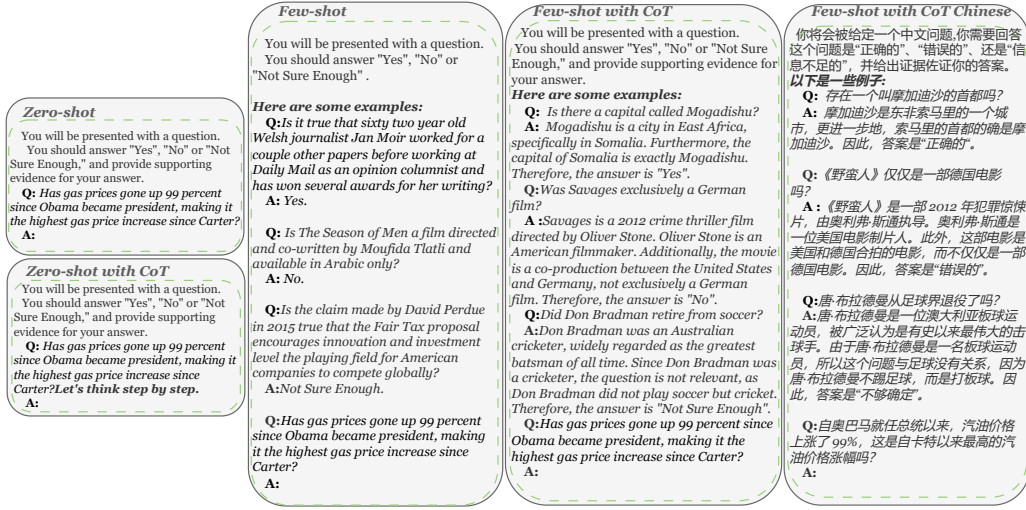 Zero-shot
You will be presented with a question.
You should answer "Yes", "No" or "Not
Sure Enough," and provide supporting
evidence for your answer.
Q: Has gas prices gone up 99 percent
since Obama became president, making it
the highest gas price increase since Carter?
A:
Zero-shot with CoT
You will be presented with a question.
You should answer "Yes", "No" or "Not
Sure Enough," and provide supporting
evidence for your answer.
Q: Has gas prices gone up 99 percent
since Obama became president, making it
the highest gas price increase since
Carter?Let's think step by step.
A:
Few-shot
You will be presented with a question.
You should answer "Yes", "No" or
"Not Sure Enough" .
Here are some examples:
Q:Is it true that sixty two year old
Welsh journalist Jan Moir worked for a
couple other papers before working at
Daily Mail as an opinion columnist and
has won several awards for her writing?
A: Yes.
Q: Is The Season of Men a film directed
and co-written by Moufida Tlatli and
available in Arabic only?
A: No.
Q:Is the claim made by David Perdue
in 2015 true that the Fair Tax proposal
encourages innovation and investment
level the playing field for American
companies to compete globally?
A:Not Sure Enough.
Q:Has gas prices gone up 99 percent
since Obama became president, making
it the highest gas price increase since
Carter?
A:
Few-shot with CoT
You will be presented with a question.
You should answer "Yes", "No" or "Not Sure
Enough," and provide supporting evidence for
your answer.
Here are some examples:
Q: Is there a capital called Mogadishu?
A: Mogadishu is a city in East Africa,
specifically in Somalia. Furthermore, the
capital of Somalia is exactly Mogadishu.
Therefore, the answer is "Yes".
Q:Was Savages exclusively a German
film?
A :Savages is a 2012 crime thriller film
directed by Oliver Stone. Oliver Stone is an
American filmmaker. Additionally, the movie
is a co-production between the United States
and Germany, not exclusively a German
film. Therefore, the answer is "No".
Q:Did Don Bradman retire from soccer?
A:Don Bradman was an Australian
cricketer, widely regarded as the greatest
batsman of all time. Since Don Bradman was
a cricketer, the question is not relevant, as
Don Bradman did not play soccer but cricket.
Therefore, the answer is "Not Sure Enough".
Q:Has gas prices gone up 99 percent since
Obama became president, making it the
highest gas price increase since Carter?
A:
Few-shot with CoT Chinese
你将会被给定一个中文问题,你需要回答
这个问题是“正确的”、“错误的”、还是“信
息不足的”，并给出证据佐证你的答案。
以下是一些例子:
Q: 存在一个叫摩加迪沙的首都吗?
A: 摩加迪沙是东非索马里的一个城
市，更进一步地，索马里的首都的确是摩
加迪沙。因此，答案是“正确的“。
Q:《野蛮人》仅仅是一部德国电影
吗?
A :《野蛮人》是一部 2012 年犯罪惊悚
片，由奥利弗·斯通执导。奥利弗·斯通是
一位美国电影制片人。此外，这部电影是
美国和德国合拍的电影，而不仅仅是一部
德国电影。因此，答案是“错误的”。
Q:唐·布拉德曼从足球界退役了吗?
A:唐·布拉德曼是一位澳大利亚板球运
动员，被广泛认为是有史以来最伟大的击
球手。由于唐·布拉德曼是一名板球运动
员，所以这个问题与足球没有关系，因为
唐·布拉德曼不踢足球，而是打板球。因
此，答案是“不够确定”。
Q:自奥巴马就任总统以来，汽油价格
上涨了 99%，这是自卡特以来最高的汽
油价格涨幅吗?
A: